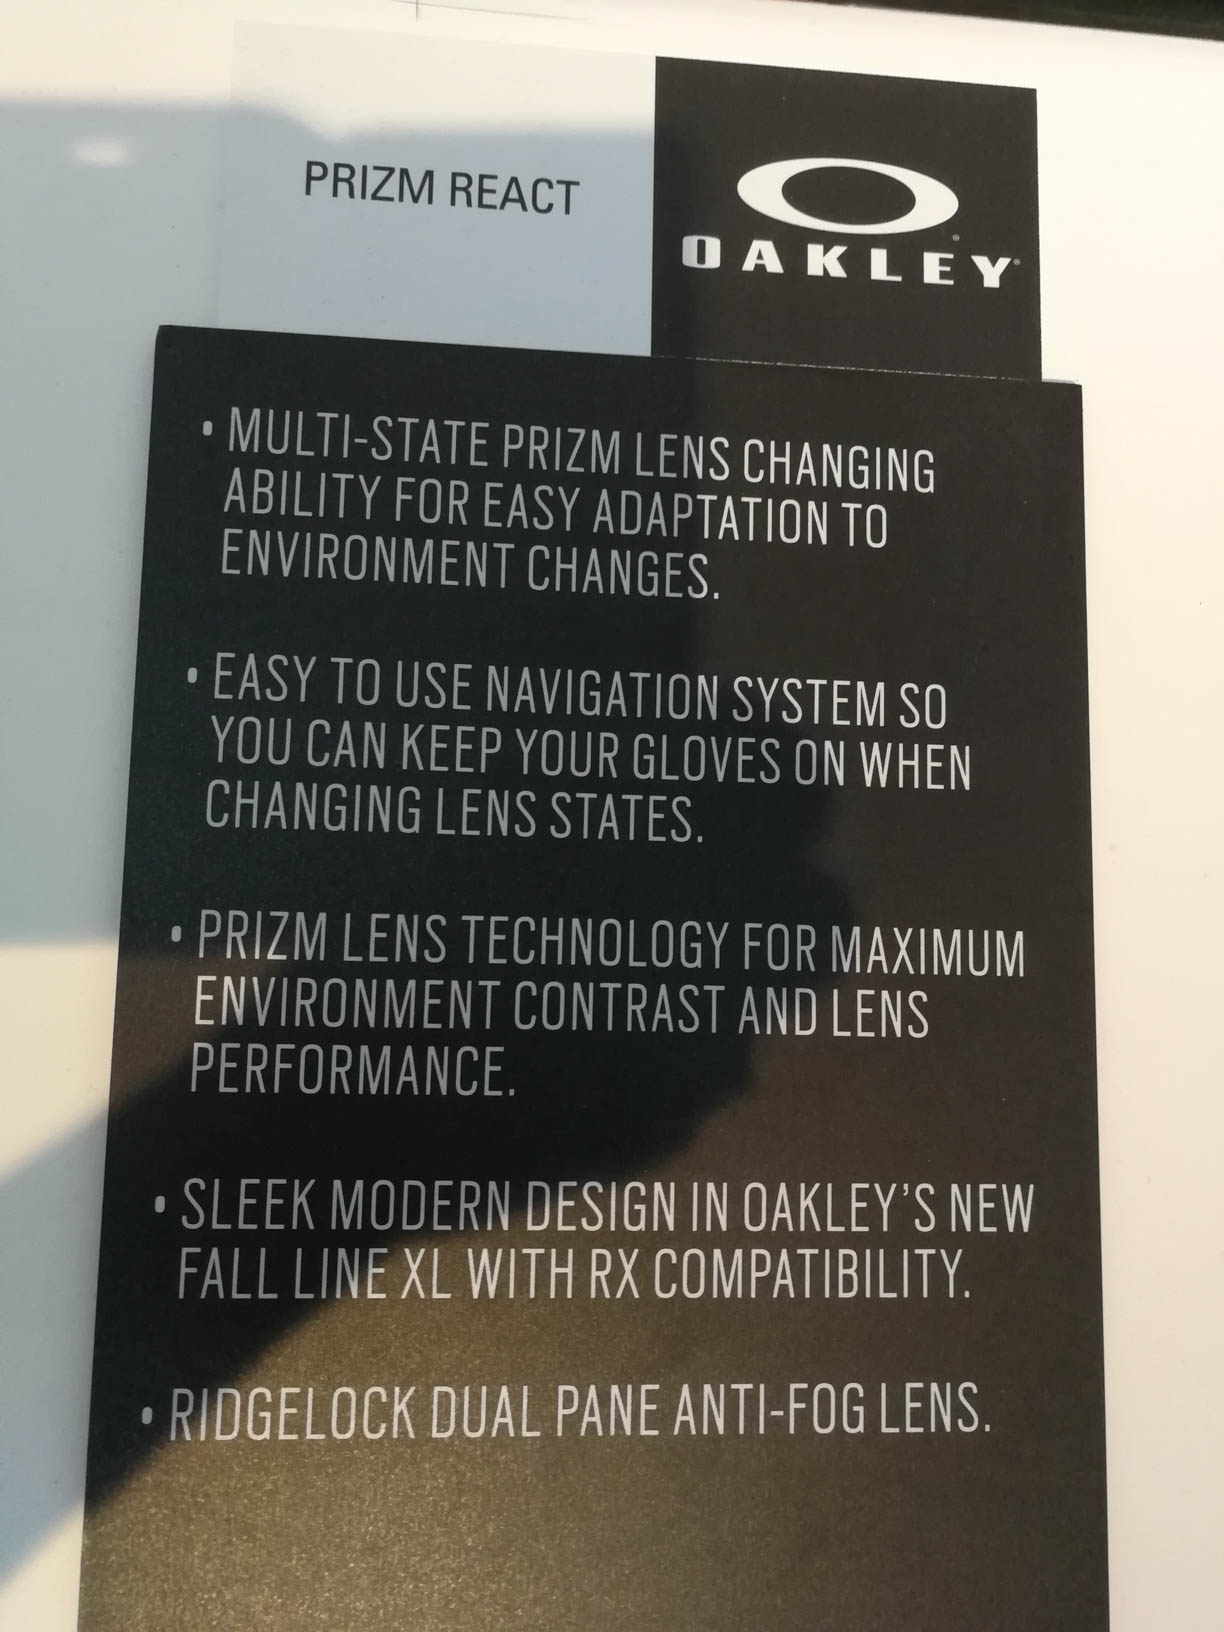 PRIZM REACT
OAKLEY
• MULTI-STATE PRIZM LENS CHANGING
ABILITY FOR EASY ADAPTATION TO
ENVIRONMENT CHANGES.
• EASY TO USE NAVIGATION SYSTEM SO
YOU CAN KEEP YOUR GLOVES ON WHEN
CHANGING LENS STATES.
• PRIZM LENS TECHNOLOGY FOR MAXIMUM
ENVIRONMENT CONTRAST AND LENS
PERFORMANCE.
• SLEEK MODERN DESIGN IN OAKLEY'S NEW
FALL LINE XL WITH RX COMPATIBILITY.
• RIDGELOCK DUAL PANE ANTI-FOG LENS.